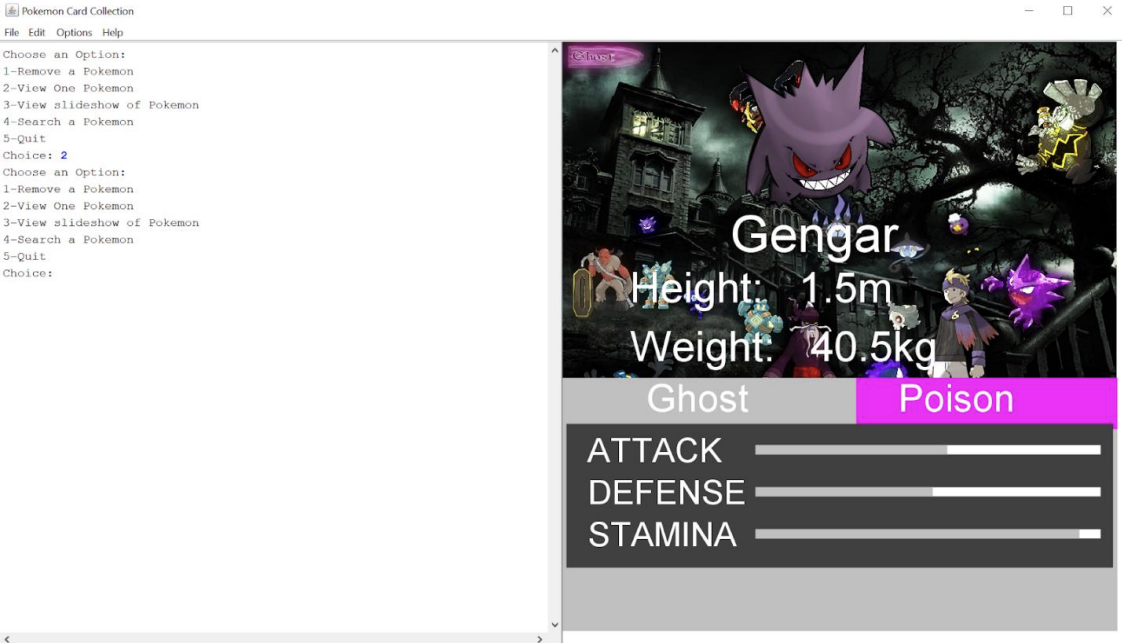 Pokemon Card Collection
File Edit Options Help
Choose an Option:
1-Remove a Pokemon
2-View One Pokemon
3-View slideshow of Pokemon
4-Search a Pokemon
5-Quit
Choice: 2
Choose an Option:
1-Remove a Pokemon
2-View One Pokemon
3-View slideshow of Pokemon
4-Search a Pokemon
5-Quit
Choice:
Ghost
Gengar
Height: 1.5m
Weight: 40.5kg
Ghost Poison
ATTACK
DEFENSE
STAMINA